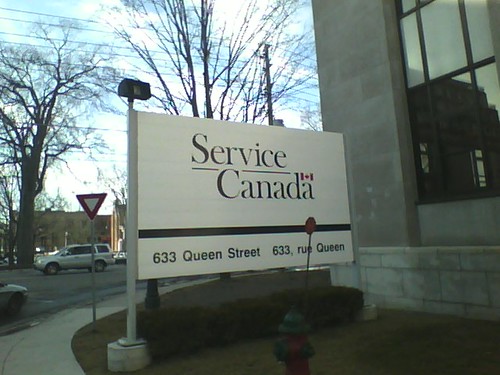 Service
Canada
633 Queen Street 633, rue Queen